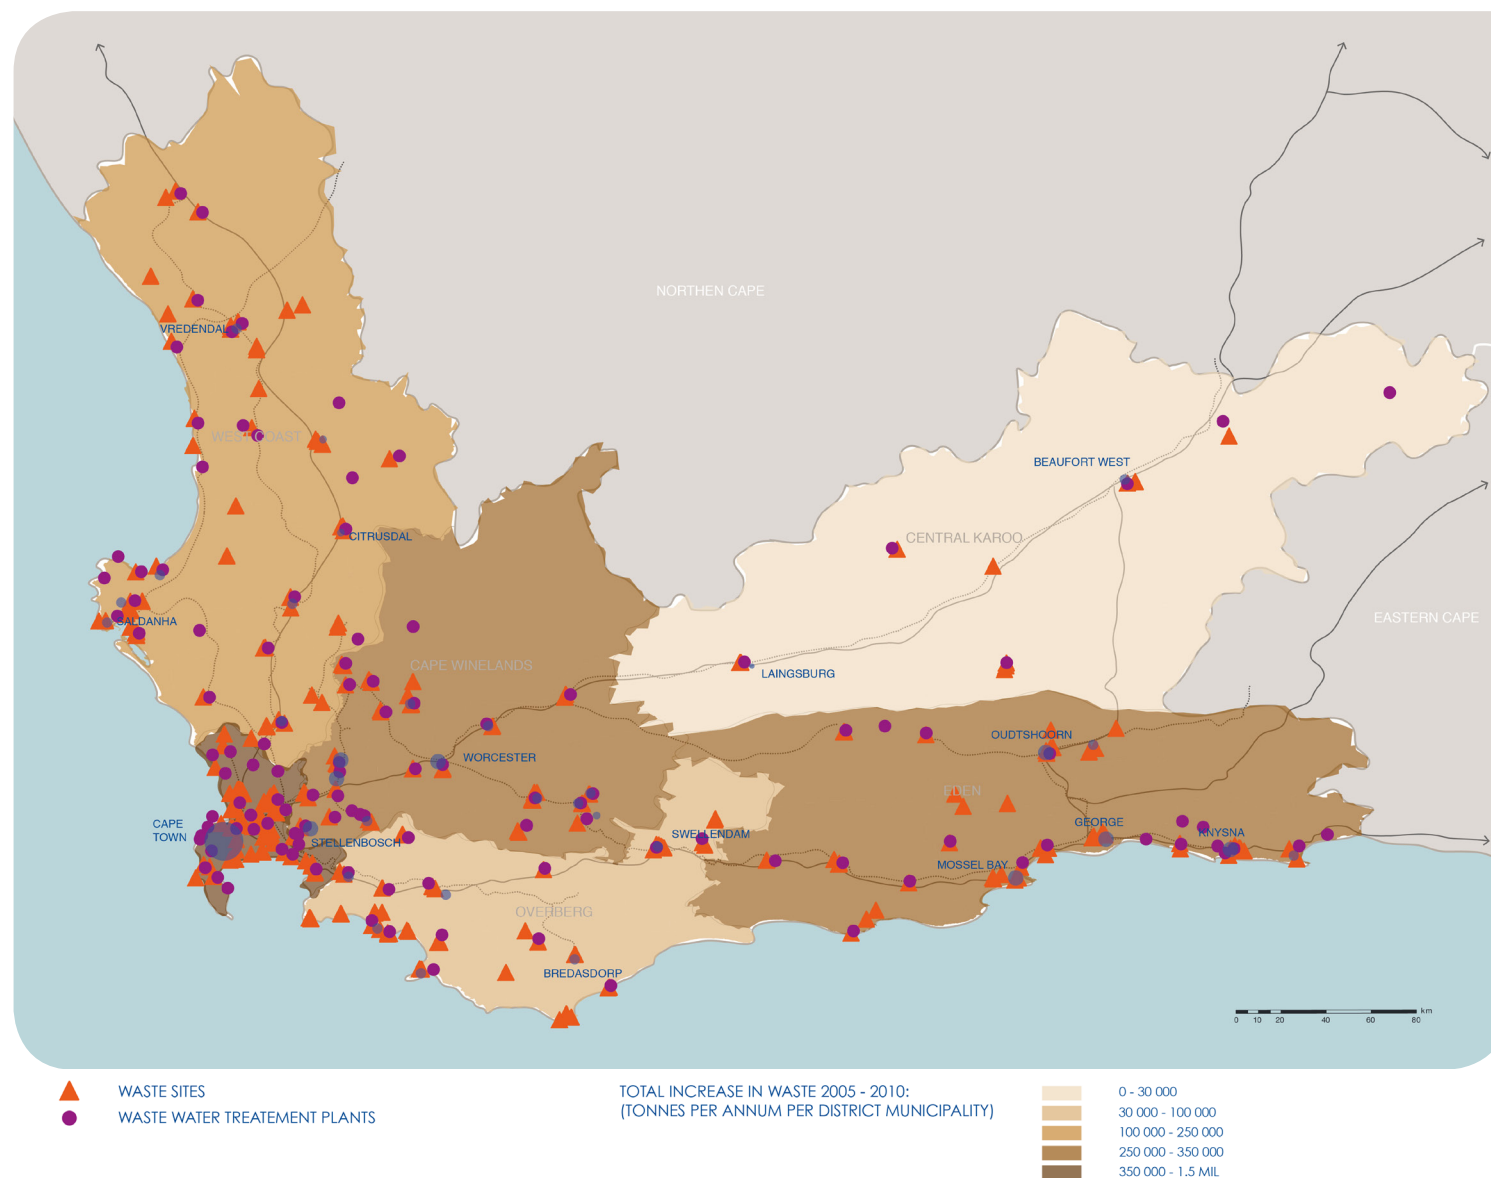 NORTHEN CAPE
VREDENDAL
WEST COAST
BEAUFORT WEST
CITRUSDAL
CENTRAL KAROO
SALDANHA
EASTERN CAPE
CAPE WINELANDS
LAINGSBURG
OUDTSHOORN
WORCESTER
EDEN
CAPE
TOWN
GEORGE
STELLENBOSCH
SWELLENDAM
KNYSNA
MOSSEL BAY
OVERBERG
BREDASDORP
km
0 10 20 40 60 80
WASTE SITES
WASTE WATER TREATEMENT PLANTS
TOTAL INCREASE IN WASTE 2005 - 2010:
(TONNES PER ANNUM PER DISTRICT MUNICIPALITY)
0 - 30 000
30 000 - 100 000
100 000 - 250 000
250 000 - 350 000
350 000 - 1.5 MIL